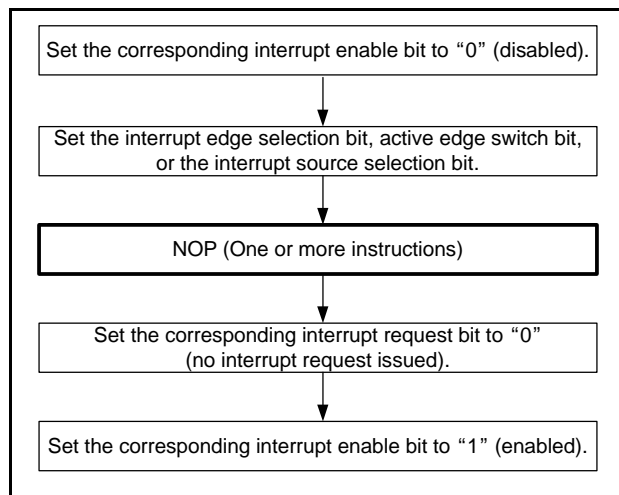 Set the corresponding interrupt enable bit to “0” (disabled).
Set the interrupt edge selection bit, active edge switch bit,
or the interrupt source selection bit.
NOP (One or more instructions)
Set the corresponding interrupt request bit to “0”
(no interrupt request issued).
Set the corresponding interrupt enable bit to “1” (enabled).